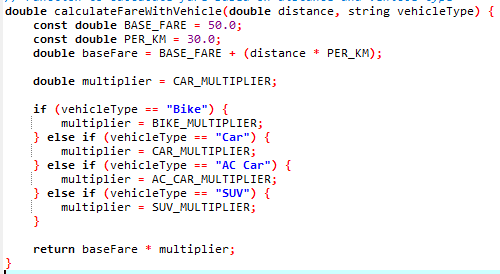 double calculateFareWithVehicle(double distance, string vehicleType) {
    const double BASE_FARE = 50.0;
    const double PER_KM = 30.0;
    double baseFare = BASE_FARE + (distance * PER_KM);

    double multiplier = CAR_MULTIPLIER;

    if (vehicleType == "Bike") {
        multiplier = BIKE_MULTIPLIER;
    } else if (vehicleType == "Car") {
        multiplier = CAR_MULTIPLIER;
    } else if (vehicleType == "AC Car") {
        multiplier = AC_CAR_MULTIPLIER;
    } else if (vehicleType == "SUV") {
        multiplier = SUV_MULTIPLIER;
    }

    return baseFare * multiplier;
}